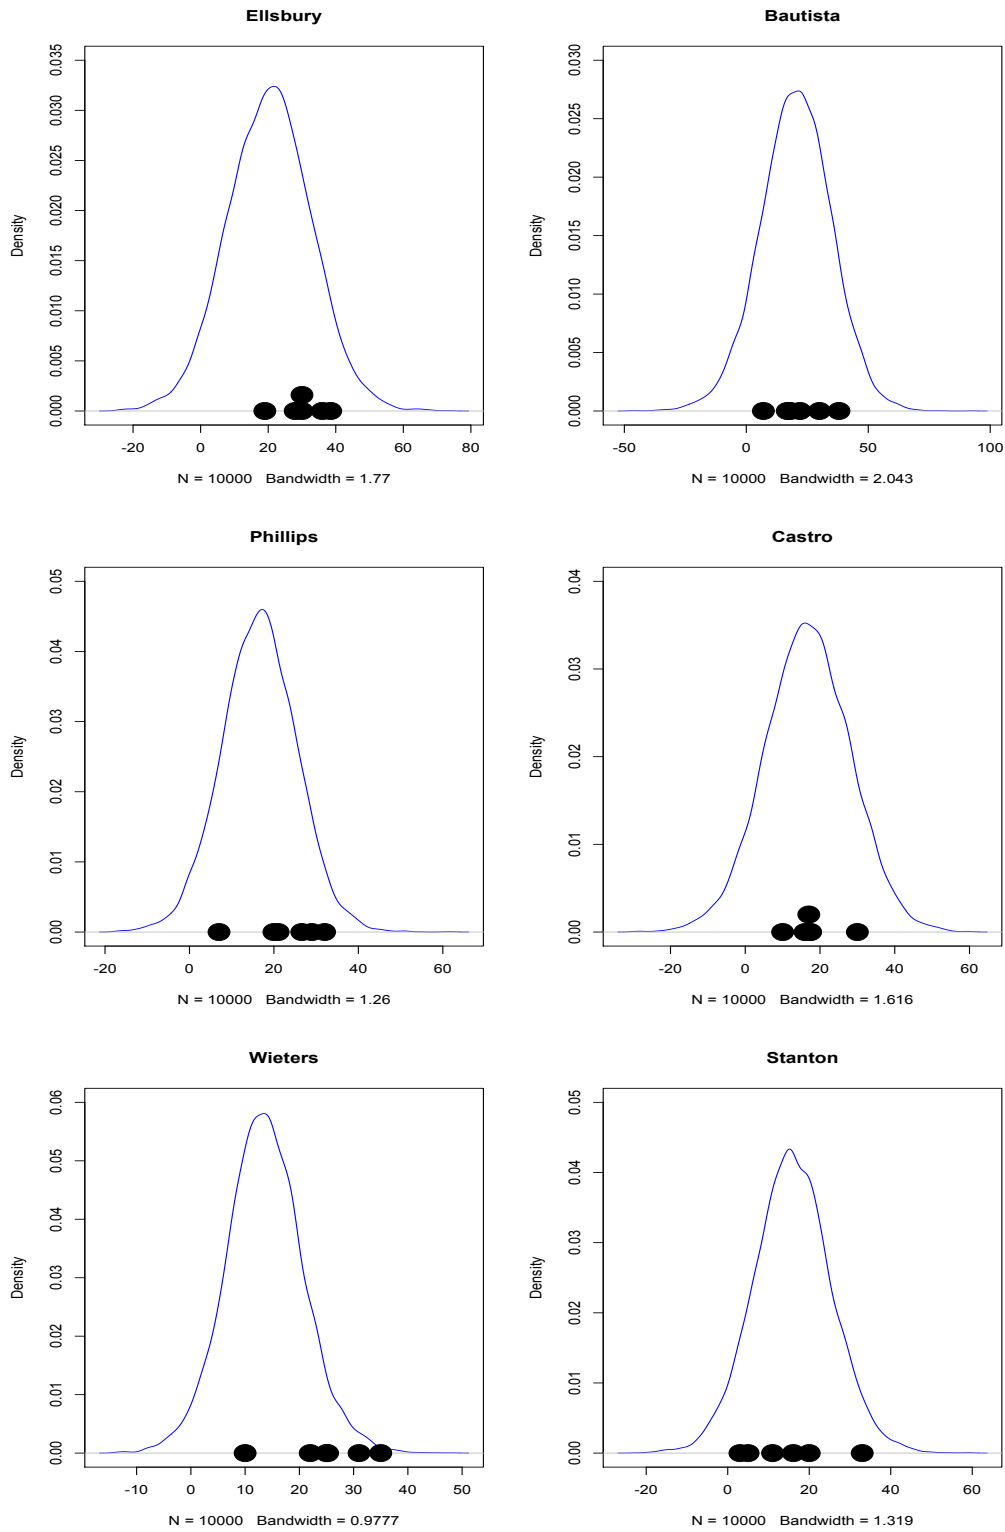 Ellsbury
Density
0.000 0.005 0.010 0.015 0.020 0.025 0.030 0.035
-20 0 20 40 60 80
N = 10000 Bandwidth = 1.77
Bautista
Density
0.000 0.005 0.010 0.015 0.020 0.025 0.030
-50 0 50 100
N = 10000 Bandwidth = 2.043
Phillips
Density
0.00 0.01 0.02 0.03 0.04 0.05
-20 0 20 40 60
N = 10000 Bandwidth = 1.26
Castro
Density
0.00 0.01 0.02 0.03 0.04
-20 0 20 40 60
N = 10000 Bandwidth = 1.616
Wieters
Density
0.00 0.01 0.02 0.03 0.04 0.05 0.06
-10 0 10 20 30 40 50
N = 10000 Bandwidth = 0.9777
Stanton
Density
0.00 0.01 0.02 0.03 0.04 0.05
-20 0 20 40 60
N = 10000 Bandwidth = 1.319